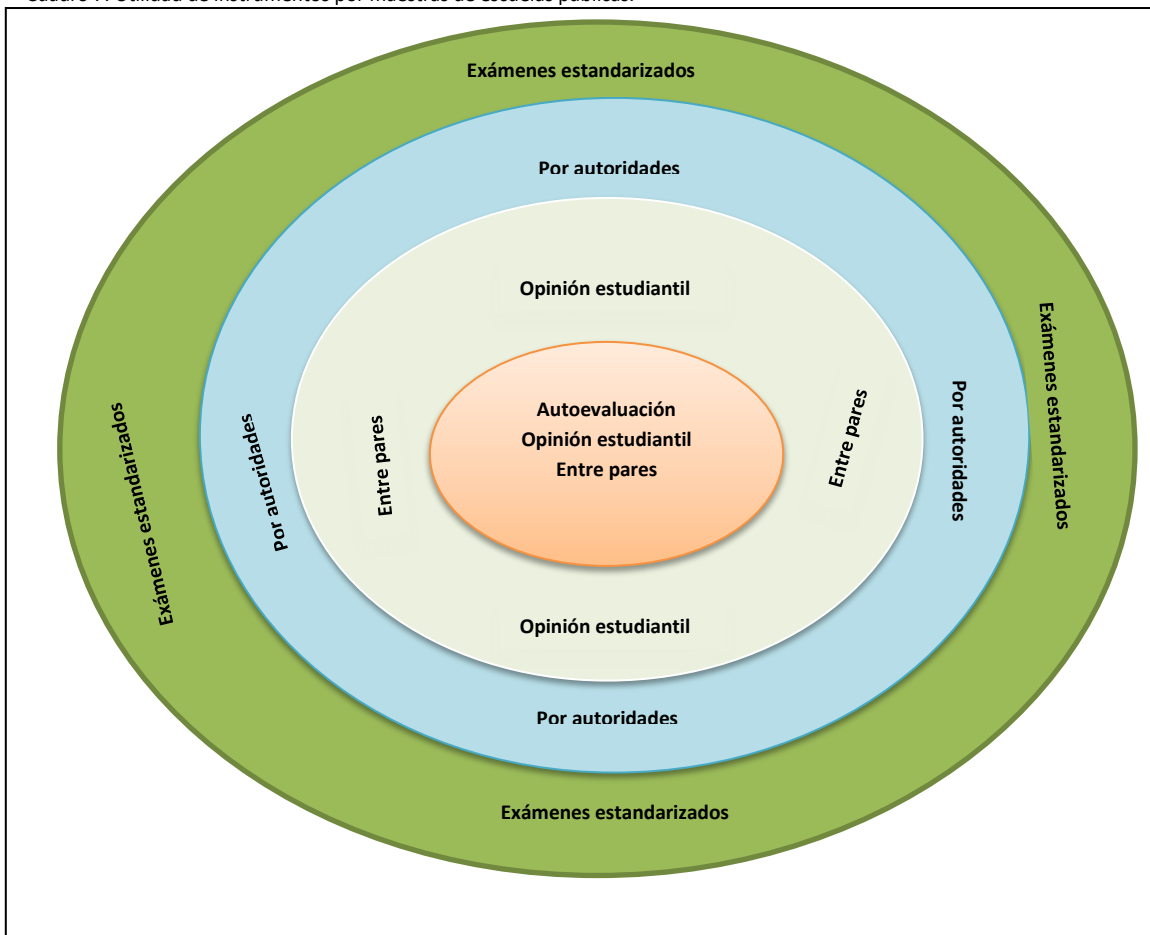 Exámenes estandarizados
Por autoridades
Opinión estudiantil
Autoevaluación
Opinión estudiantil
Entre pares
Entre pares
Entre pares
Por autoridades
Por autoridades
Exámenes estandarizados
Exámenes estandarizados
Opinión estudiantil
Por autoridades
Exámenes estandarizados